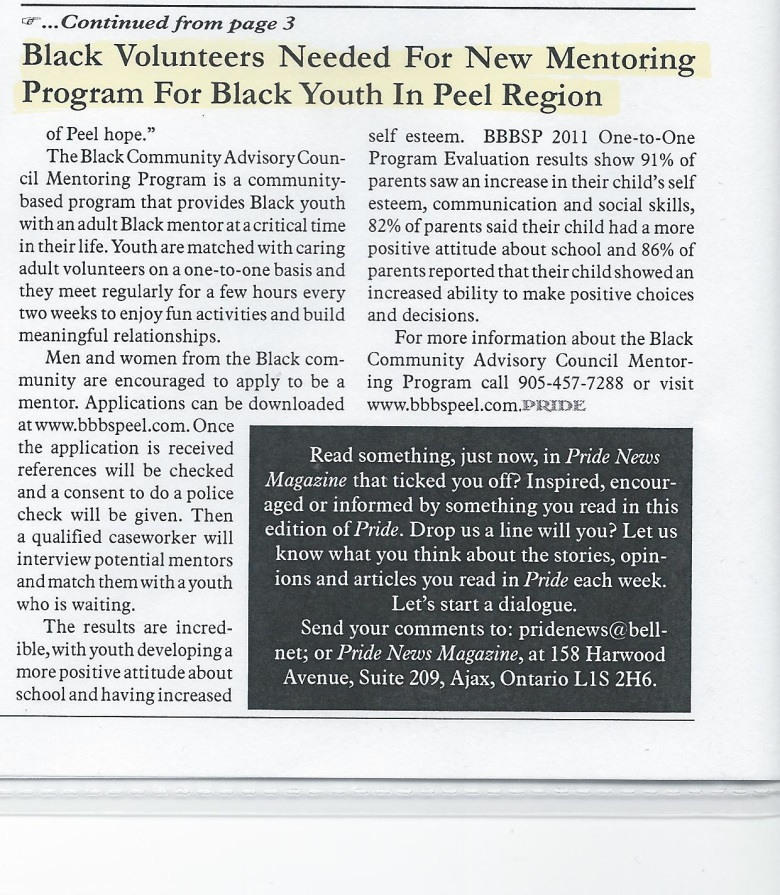 ☞...Continued from page 3
Black Volunteers Needed For New Mentoring
Program For Black Youth In Peel Region
of Peel hope.”
The Black Community Advisory Coun-
cil Mentoring Program is a community-
based program that provides Black youth
with an adult Black mentor at a critical time
in their life. Youth are matched with caring
adult volunteers on a one-to-one basis and
they meet regularly for a few hours every
two weeks to enjoy fun activities and build
meaningful relationships.
Men and women from the Black com-
munity are encouraged to apply to be a
mentor. Applications can be downloaded
at www.bbbspeel.com. Once
the application is received
references will be checked
and a consent to do a police
check will be given. Then
a qualified caseworker will
interview potential mentors
and match them with a youth
who is waiting.
The results are incred-
ible, with youth developing a
more positive attitude about
school and having increased
self esteem. BBBSP 2011 One-to-One
Program Evaluation results show 91% of
parents saw an increase in their child’s self
esteem, communication and social skills,
82% of parents said their child had a more
positive attitude about school and 86% of
parents reported that their child showed an
increased ability to make positive choices
and decisions.
For more information about the Black
Community Advisory Council Mentor-
ing Program call 905-457-7288 or visit
www.bbbspeel.com.PRIDE
Read something, just now, in Pride News
Magazine that ticked you off? Inspired, encour-
aged or informed by something you read in this
edition of Pride. Drop us a line will you? Let us
know what you think about the stories, opin-
ions and articles you read in Pride each week.
Let’s start a dialogue.
Send your comments to: pridenews@bell-
net; or Pride News Magazine, at 158 Harwood
Avenue, Suite 209, Ajax, Ontario L1S 2H6.